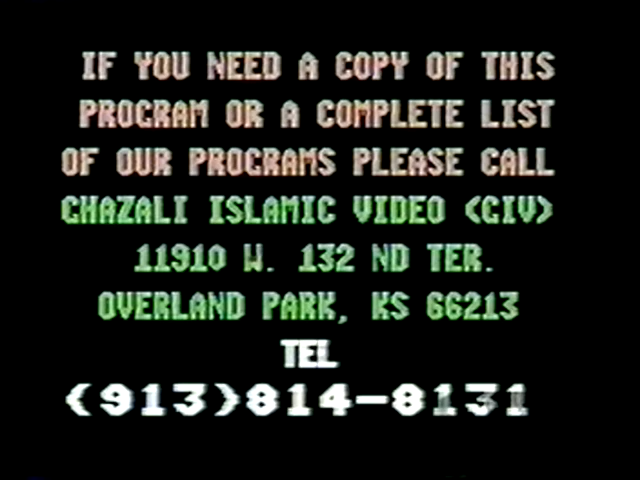 IF YOU NEED A COPY OF THIS
PROGRAM OR A COMPLETE LIST
OF OUR PROGRAMS PLEASE CALL
GHAZALI ISLAMIC VIDEO (GIV)
11910 W. 132 ND TER.
OVERLAND PARK, KS 66213
TEL
(913)814-8131